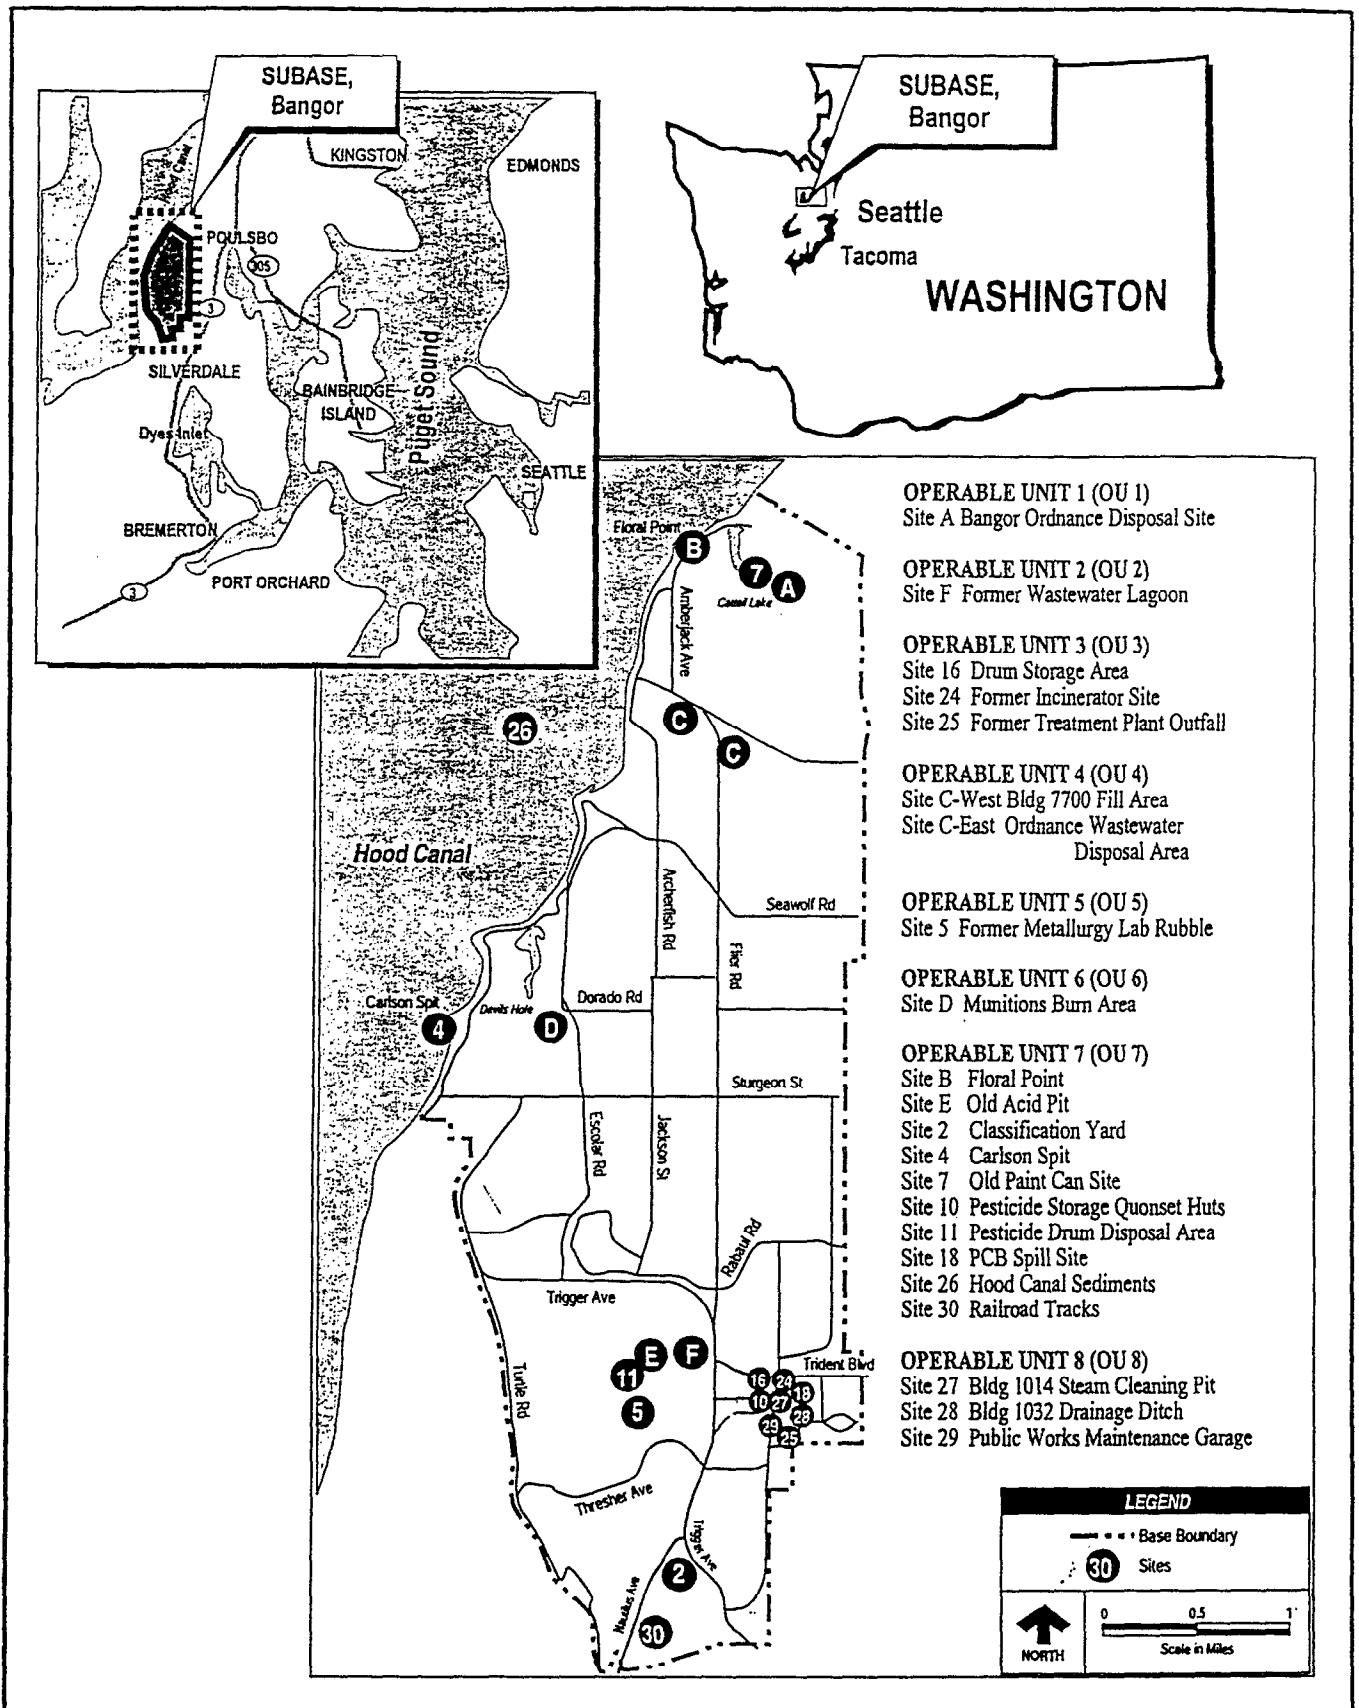 SUBASE,
Bangor
Hood Canal
KINGSTON
EDMONDS
POULSBO
305
3
SILVERDALE
BAINBRIDGE
ISLAND
Puget Sound
Dyes Inlet
SEATTLE
BREMERTON
PORT ORCHARD
3
SUBASE,
Bangor
Seattle
Tacoma
WASHINGTON
Floral Point
B
7
A
Cattail Lake
Amberjack Ave
C
C
26
Hood Canal
Archerfish Rd
Seawolf Rd
Flier Rd
Carlson Spit
4
Devils Hole
D
Dorado Rd
Sturgeon St
Escolar Rd
Jackson St
Rabaul Rd
Trigger Ave
Turtle Rd
E
F
11
5
Trident Blvd
16
24
18
10
27
28
29
25
Thresher Ave
Trigger Ave
2
Nautilus Ave
30
OPERABLE UNIT 1 (OU 1)
Site A Bangor Ordnance Disposal Site
OPERABLE UNIT 2 (OU 2)
Site F Former Wastewater Lagoon
OPERABLE UNIT 3 (OU 3)
Site 16 Drum Storage Area
Site 24 Former Incinerator Site
Site 25 Former Treatment Plant Outfall
OPERABLE UNIT 4 (OU 4)
Site C-West Bldg 7700 Fill Area
Site C-East Ordnance Wastewater
Disposal Area
OPERABLE UNIT 5 (OU 5)
Site 5 Former Metallurgy Lab Rubble
OPERABLE UNIT 6 (OU 6)
Site D Munitions Burn Area
OPERABLE UNIT 7 (OU 7)
Site B Floral Point
Site E Old Acid Pit
Site 2 Classification Yard
Site 4 Carlson Spit
Site 7 Old Paint Can Site
Site 10 Pesticide Storage Quonset Huts
Site 11 Pesticide Drum Disposal Area
Site 18 PCB Spill Site
Site 26 Hood Canal Sediments
Site 30 Railroad Tracks
OPERABLE UNIT 8 (OU 8)
Site 27 Bldg 1014 Steam Cleaning Pit
Site 28 Bldg 1032 Drainage Ditch
Site 29 Public Works Maintenance Garage
LEGEND
Base Boundary
30 Sites
NORTH
0 0.5 1
Scale in Miles